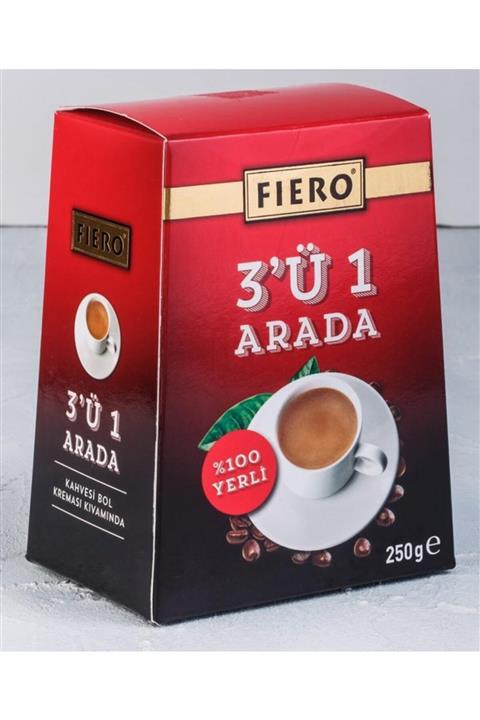 FIERO®
3'Ü 1
ARADA
%100
YERLİ
250g℮
FIERO®
3'Ü 1
ARADA
KAHVESİ BOL
KREMASI KIVAMINDA